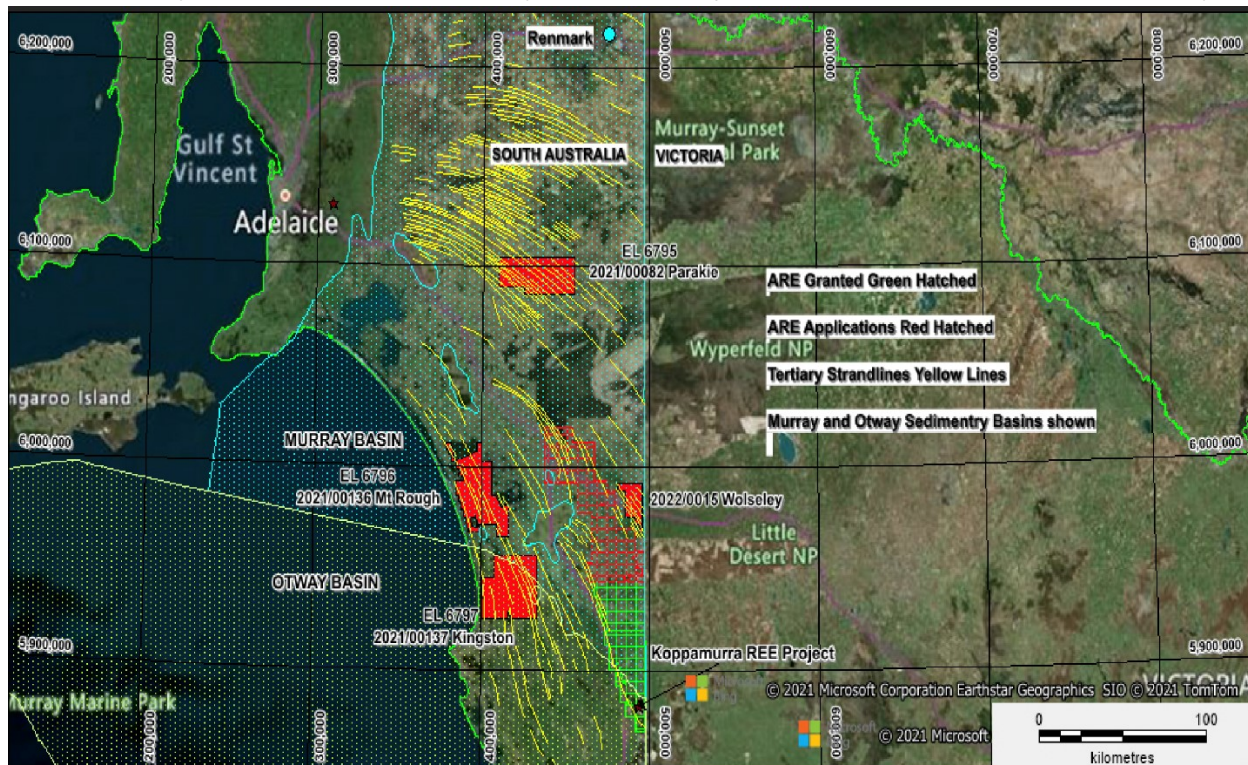 6,200,000
200,000
300,000
400,000
Renmark
500,000
600,000
700,000
800,000
6,200,000
Gulf St
Vincent
SOUTH AUSTRALIA
Murray-Sunset
al Park
VICTORIA
Adelaide
6,100,000
EL 6795
2021/00082 Parakie
6,100,000
ARE Granted Green Hatched
ARE Applications Red Hatched
Wyperfeld NP
Tertiary Strandlines Yellow Lines
ngaroo Island
Murray and Otway Sedimentry Basins shown
6,000,000
MURRAY BASIN
6,000,000
EL 6796
2021/00136 Mt Rough
2022/0015 Wolseley
Little
Desert NP
OTWAY BASIN
EL 6797
2021/00137 Kingston
5,900,000
Koppamurra REE Project
5,900,000
Murray Marine Park
VICTORIA
© 2021 Microsoft Corporation Earthstar Geographics SIO © 2021 TomTom
200,000
300,000
400,000
500,000
600,000
© 2021 Microsoft
0 100
kilometres